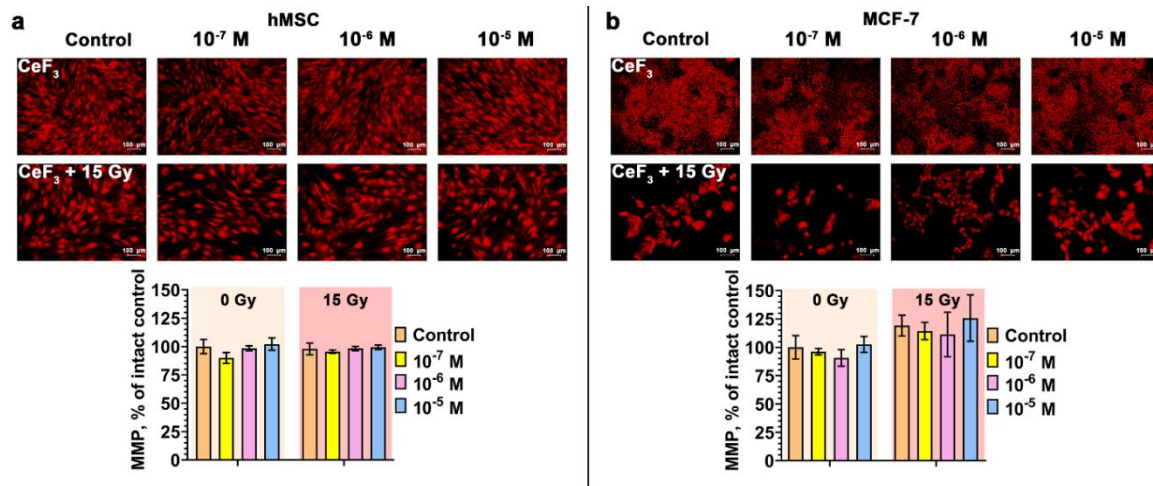 a
hMSC
Control 10⁻⁷ M 10⁻⁶ M 10⁻⁵ M
CeF₃
100 µm 100 µm 100 µm 100 µm
CeF₃ + 15 Gy
100 µm 100 µm 100 µm 100 µm
MMP, % of intact control
150
125
100
75
50
25
0
0 Gy 15 Gy
Control
10⁻⁷ M
10⁻⁶ M
10⁻⁵ M
b
MCF-7
Control 10⁻⁷ M 10⁻⁶ M 10⁻⁵ M
CeF₃
100 µm 100 µm 100 µm 100 µm
CeF₃ + 15 Gy
100 µm 100 µm 100 µm 100 µm
MMP, % of intact control
150
125
100
75
50
25
0
0 Gy 15 Gy
Control
10⁻⁷ M
10⁻⁶ M
10⁻⁵ M